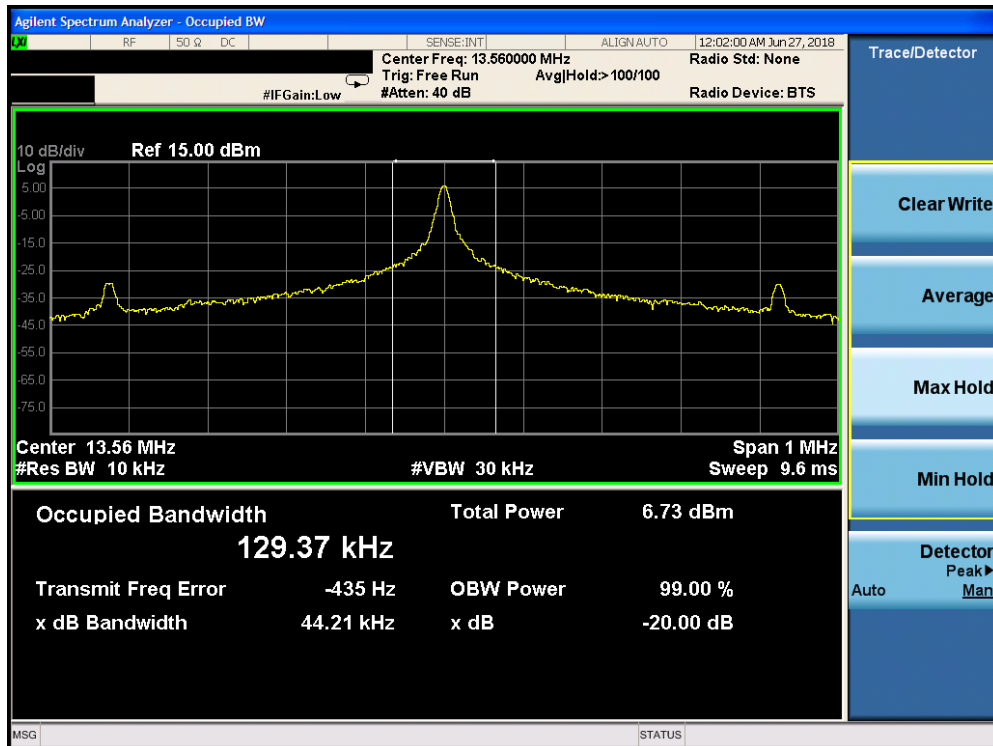 Agilent Spectrum Analyzer - Occupied BW
LXI RF 50 Ω DC SENSE:INT ALIGN AUTO 12:02:00 AM Jun 27, 2018
Center Freq: 13.560000 MHz Radio Std: None
Trig: Free Run Avg|Hold:>100/100
#IFGain:Low #Atten: 40 dB Radio Device: BTS
10 dB/div Ref 15.00 dBm
Log
5.00
-5.00
-15.0
-25.0
-35.0
-45.0
-55.0
-65.0
-75.0
Center 13.56 MHz Span 1 MHz
#Res BW 10 kHz #VBW 30 kHz Sweep 9.6 ms
Occupied Bandwidth Total Power 6.73 dBm
129.37 kHz
Transmit Freq Error -435 Hz OBW Power 99.00 %
x dB Bandwidth 44.21 kHz x dB -20.00 dB
MSG STATUS
Trace/Detector
Clear Write
Average
Max Hold
Min Hold
Detector
Peak▶
Auto Man